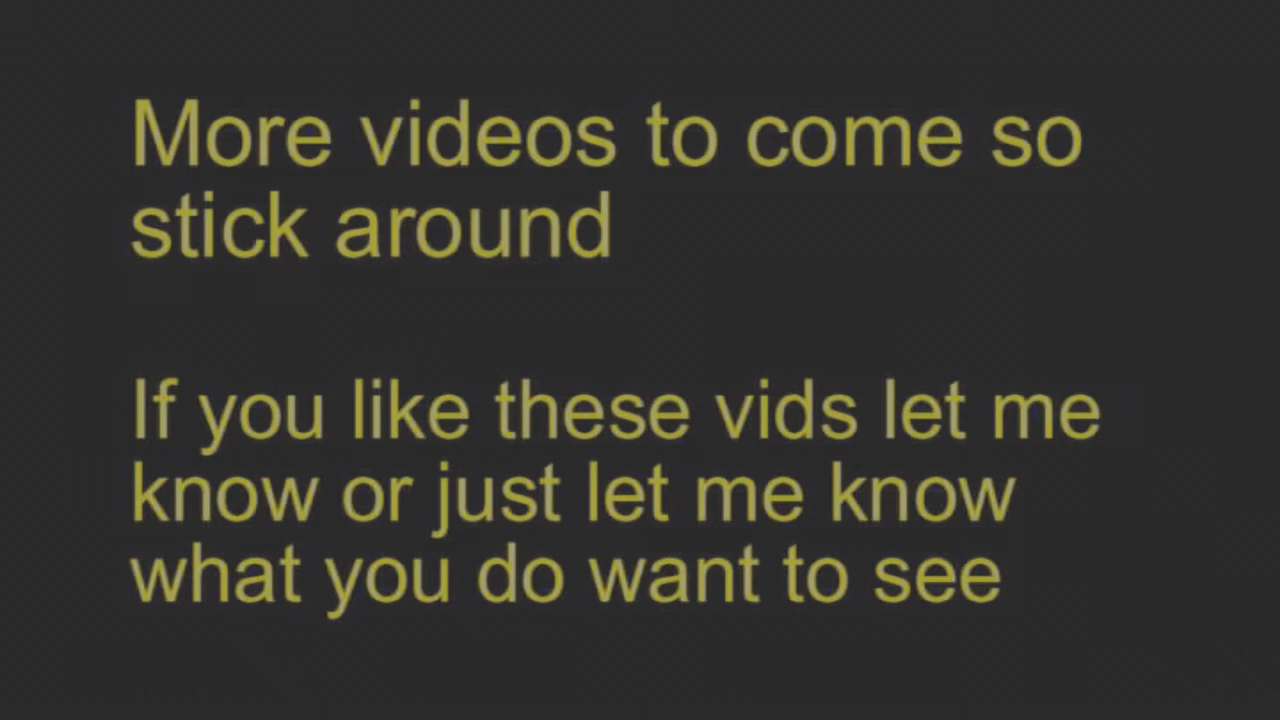 More videos to come so
stick around
If you like these vids let me
know or just let me know
what you do want to see